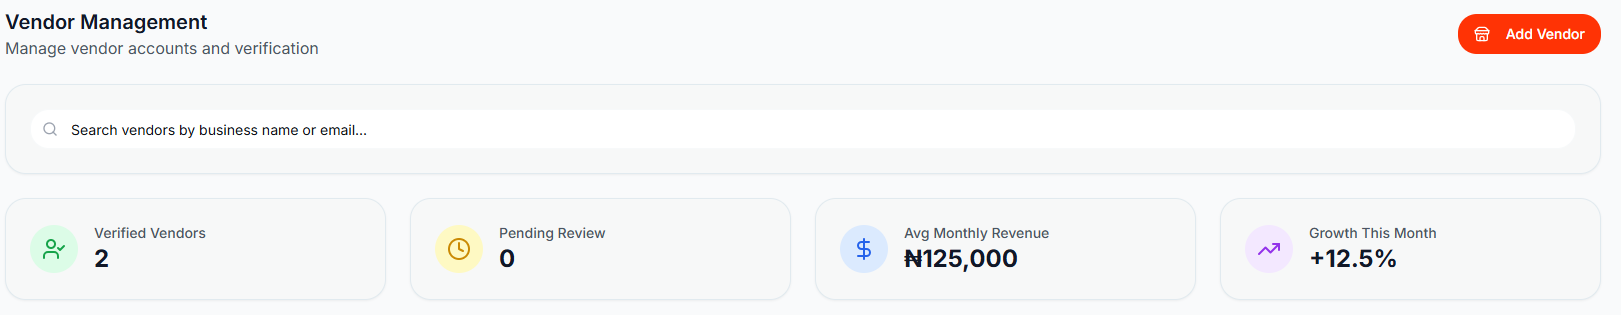 Vendor Management
Manage vendor accounts and verification
Add Vendor
Search vendors by business name or email...
Verified Vendors
2
Pending Review
0
Avg Monthly Revenue
₦125,000
Growth This Month
+12.5%